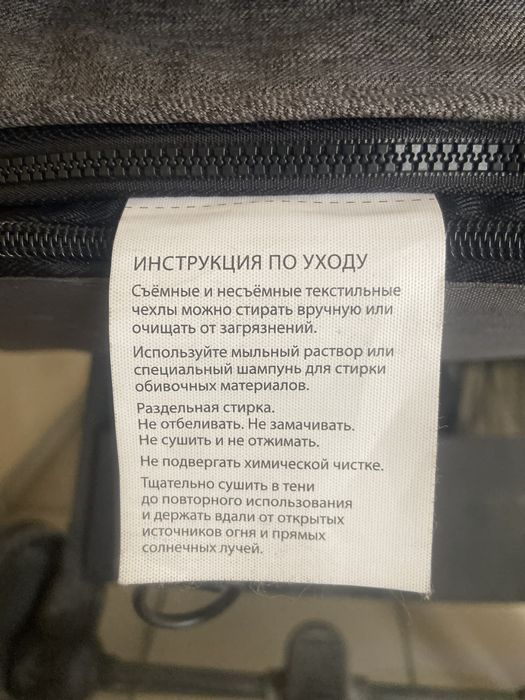 ИНСТРУКЦИЯ ПО УХОДУ
Съёмные и несъёмные текстильные
чехлы можно стирать вручную или
очищать от загрязнений.
Используйте мыльный раствор или
специальный шампунь для стирки
обивочных материалов.
Раздельная стирка.
Не отбеливать. Не замачивать.
Не сушить и не отжимать.
Не подвергать химической чистке.
Тщательно сушить в тени
до повторного использования
и держать вдали от открытых
источников огня и прямых
солнечных лучей.